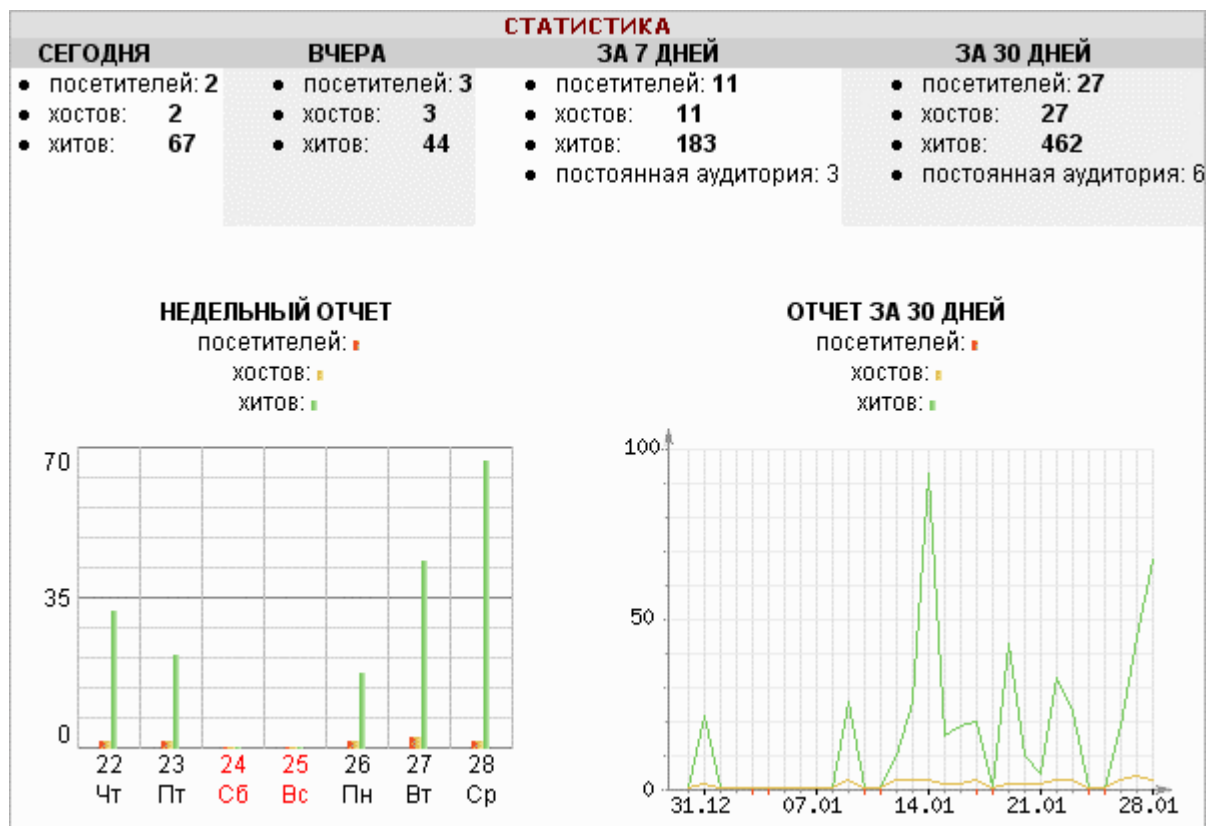 СТАТИСТИКА
СЕГОДНЯ ВЧЕРА ЗА 7 ДНЕЙ ЗА 30 ДНЕЙ
● посетителей: 2 ● посетителей: 3 ● посетителей: 11 ● посетителей: 27
● хостов: 2 ● хостов: 3 ● хостов: 11 ● хостов: 27
● хитов: 67 ● хитов: 44 ● хитов: 183 ● хитов: 462
● постоянная аудитория: 3 ● постоянная аудитория: 6
НЕДЕЛЬНЫЙ ОТЧЕТ
посетителей:
хостов:
хитов:
70
35
0
22 23 24 25 26 27 28
Чт Пт Сб Вс Пн Вт Ср
ОТЧЕТ ЗА 30 ДНЕЙ
посетителей:
хостов:
хитов:
100
50
0
31.12 07.01 14.01 21.01 28.01